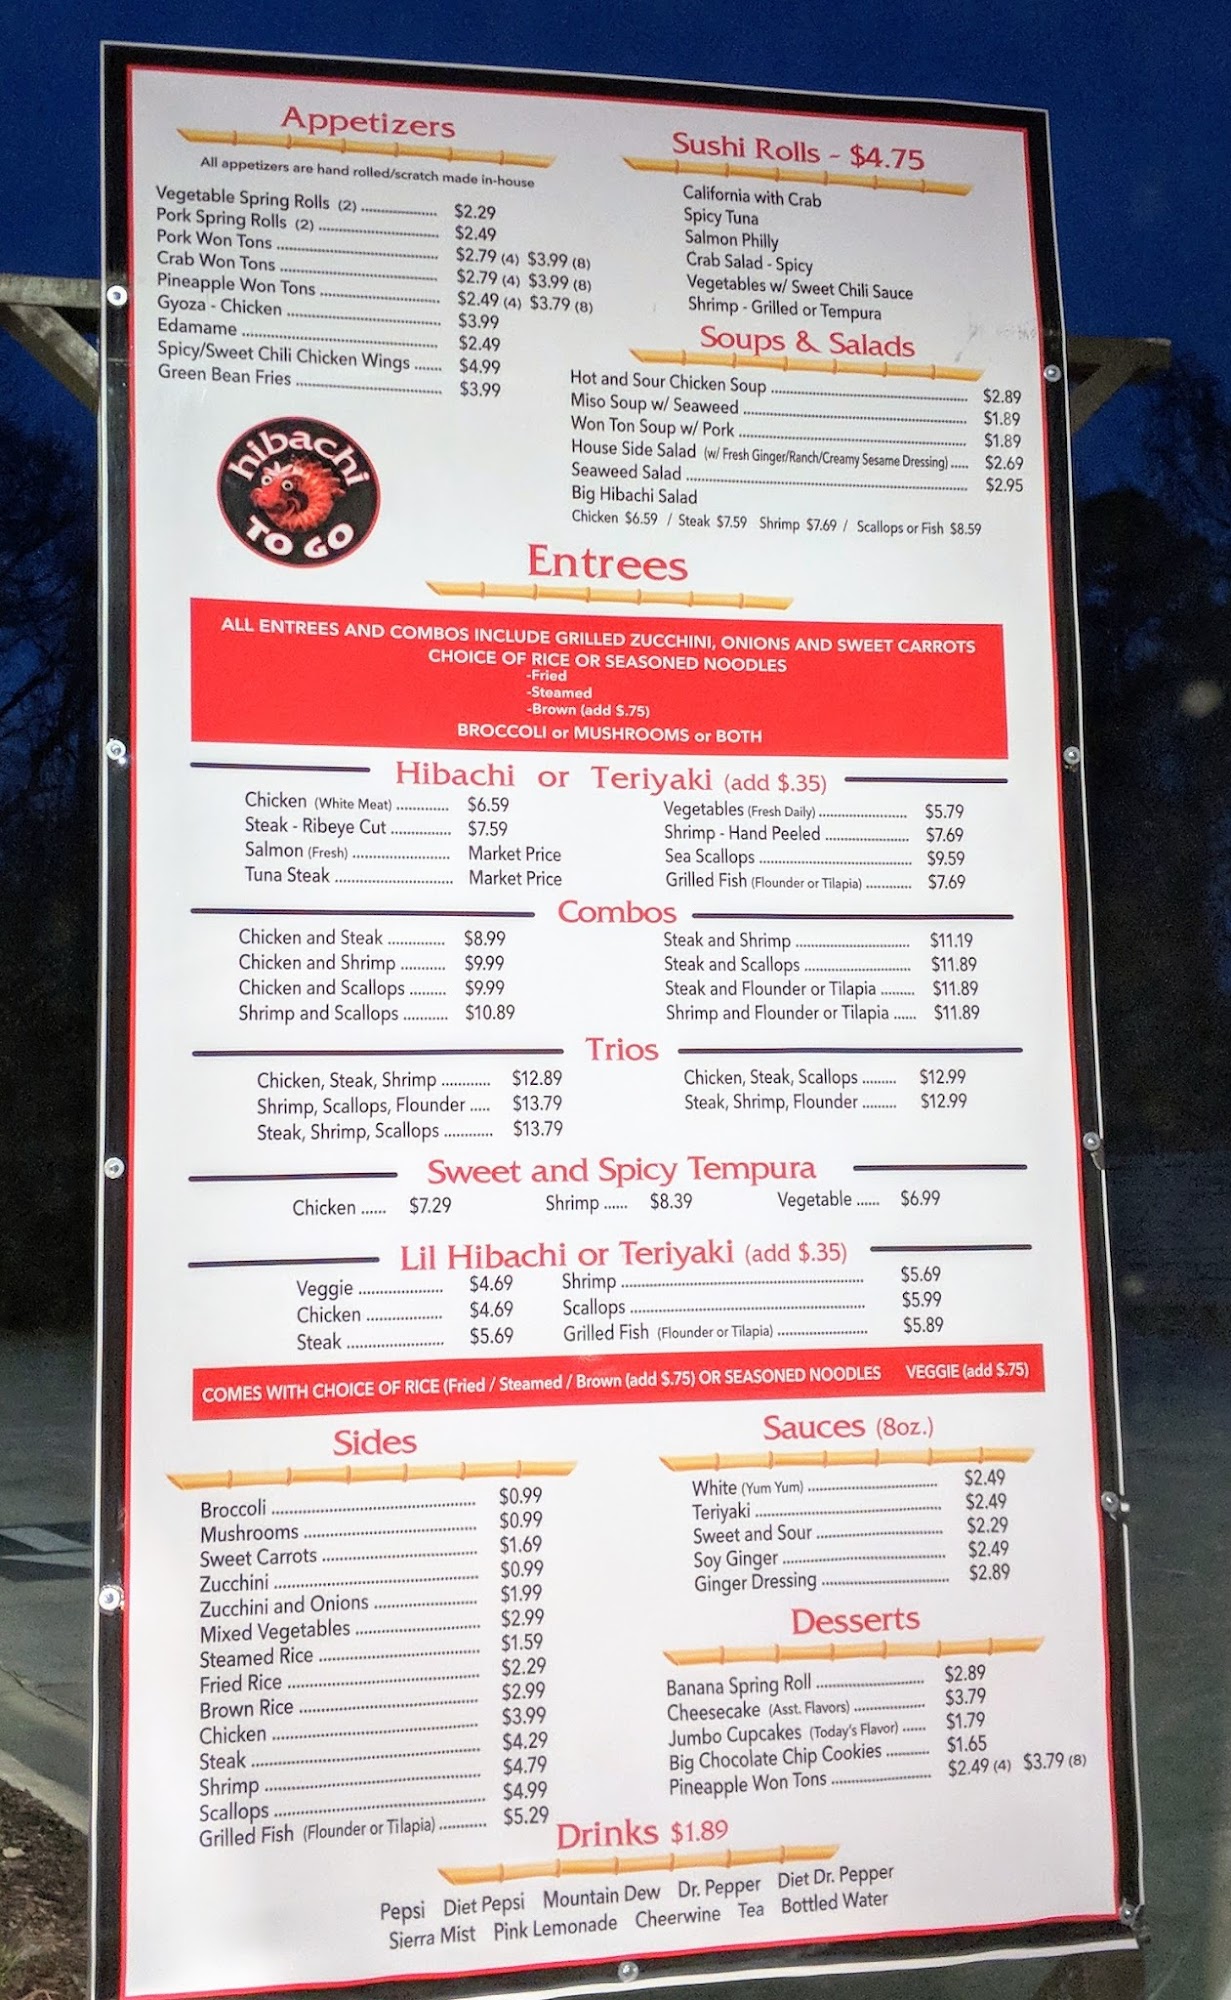 Appetizers
All appetizers are hand rolled/scratch made in-house
Vegetable Spring Rolls (2) $2.29
Pork Spring Rolls (2) $2.49
Pork Won Tons $2.79 (4) $3.99 (8)
Crab Won Tons $2.79 (4) $3.99 (8)
Pineapple Won Tons $2.49 (4) $3.79 (8)
Gyoza - Chicken $3.99
Edamame $2.49
Spicy/Sweet Chili Chicken Wings $4.99
Green Bean Fries $3.99
Sushi Rolls ~ $4.75
California with Crab
Spicy Tuna
Salmon Philly
Crab Salad - Spicy
Vegetables w/ Sweet Chili Sauce
Shrimp - Grilled or Tempura
Soups & Salads
Hot and Sour Chicken Soup $2.89
Miso Soup w/ Seaweed $1.89
Won Ton Soup w/ Pork $1.89
House Side Salad (w/ Fresh Ginger/Ranch/Creamy Sesame Dressing) $2.69
Seaweed Salad $2.95
Big Hibachi Salad
Chicken $6.59 / Steak $7.59 Shrimp $7.69 / Scallops or Fish $8.59
hibachi
TO GO
Entrees
ALL ENTREES AND COMBOS INCLUDE GRILLED ZUCCHINI, ONIONS AND SWEET CARROTS
CHOICE OF RICE OR SEASONED NOODLES
-Fried
-Steamed
-Brown (add $.75)
BROCCOLI or MUSHROOMS or BOTH
Hibachi or Teriyaki (add $.35)
Chicken (White Meat) $6.59
Steak - Ribeye Cut $7.59
Salmon (Fresh) Market Price
Tuna Steak Market Price
Vegetables (Fresh Daily) $5.79
Shrimp - Hand Peeled $7.69
Sea Scallops $9.59
Grilled Fish (Flounder or Tilapia) $7.69
Combos
Chicken and Steak $8.99
Chicken and Shrimp $9.99
Chicken and Scallops $9.99
Shrimp and Scallops $10.89
Steak and Shrimp $11.19
Steak and Scallops $11.89
Steak and Flounder or Tilapia $11.89
Shrimp and Flounder or Tilapia $11.89
Trios
Chicken, Steak, Shrimp $12.89
Shrimp, Scallops, Flounder $13.79
Steak, Shrimp, Scallops $13.79
Chicken, Steak, Scallops $12.99
Steak, Shrimp, Flounder $12.99
Sweet and Spicy Tempura
Chicken $7.29 Shrimp $8.39 Vegetable $6.99
Lil Hibachi or Teriyaki (add $.35)
Veggie $4.69
Chicken $4.69
Steak $5.69
Shrimp $5.69
Scallops $5.99
Grilled Fish (Flounder or Tilapia) $5.89
COMES WITH CHOICE OF RICE (Fried / Steamed / Brown (add $.75) OR SEASONED NOODLES VEGGIE (add $.75)
Sides
Broccoli $0.99
Mushrooms $0.99
Sweet Carrots $1.69
Zucchini $0.99
Zucchini and Onions $1.99
Mixed Vegetables $2.99
Steamed Rice $1.59
Fried Rice $2.29
Brown Rice $2.99
Chicken $3.99
Steak $4.29
Shrimp $4.79
Scallops $4.99
Grilled Fish (Flounder or Tilapia) $5.29
Sauces (8oz.)
White (Yum Yum) $2.49
Teriyaki $2.49
Sweet and Sour $2.29
Soy Ginger $2.49
Ginger Dressing $2.89
Desserts
Banana Spring Roll $2.89
Cheesecake (Asst. Flavors) $3.79
Jumbo Cupcakes (Today's Flavor) $1.79
Big Chocolate Chip Cookies $1.65
Pineapple Won Tons $2.49 (4) $3.79 (8)
Drinks $1.89
Pepsi Diet Pepsi Mountain Dew Dr. Pepper Diet Dr. Pepper
Sierra Mist Pink Lemonade Cheerwine Tea Bottled Water